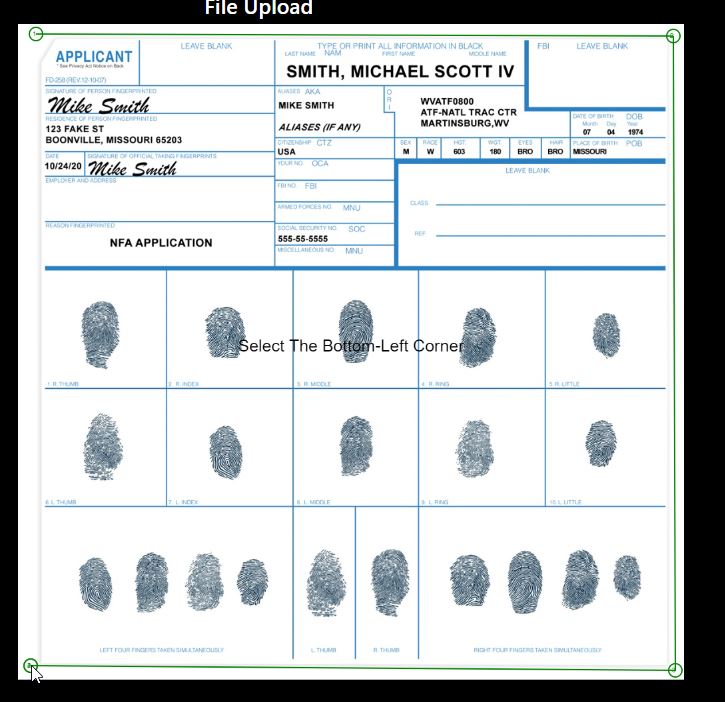 File Upload
APPLICANT
* See Privacy Act Notice on Back
FD-258 (REV.12-10-07)
LEAVE BLANK
TYPE OR PRINT ALL INFORMATION IN BLACK
LAST NAME NAM FIRST NAME MIDDLE NAME
SMITH, MICHAEL SCOTT IV
FBI LEAVE BLANK
SIGNATURE OF PERSON FINGERPRINTED
Mike Smith
RESIDENCE OF PERSON FINGERPRINTED
123 FAKE ST
BOONVILLE, MISSOURI 65203
ALIASES AKA
MIKE SMITH
ALIASES (IF ANY)
O
R
I
WVATF0800
ATF-NATL TRAC CTR
MARTINSBURG,WV
DATE OF BIRTH DOB
Month Day Year
07 04 1974
CITIZENSHIP CTZ
USA
SEX RACE HGT. WGT. EYES HAIR
M W 603 180 BRO BRO
PLACE OF BIRTH POB
MISSOURI
DATE
10/24/20
SIGNATURE OF OFFICIAL TAKING FINGERPRINTS
Mike Smith
YOUR NO. OCA
LEAVE BLANK
EMPLOYER AND ADDRESS
FBI NO. FBI
ARMED FORCES NO. MNU
CLASS
REF.
REASON FINGERPRINTED
NFA APPLICATION
SOCIAL SECURITY NO. SOC
555-55-5555
MISCELLANEOUS NO. MNU
Select The Bottom-Left Corner
1. R. THUMB
2. R. INDEX
3. R. MIDDLE
4. R. RING
5. R. LITTLE
6. L. THUMB
7. L. INDEX
8. L. MIDDLE
9. L. RING
10. L. LITTLE
LEFT FOUR FINGERS TAKEN SIMULTANEOUSLY
L. THUMB
R. THUMB
RIGHT FOUR FINGERS TAKEN SIMULTANEOUSLY